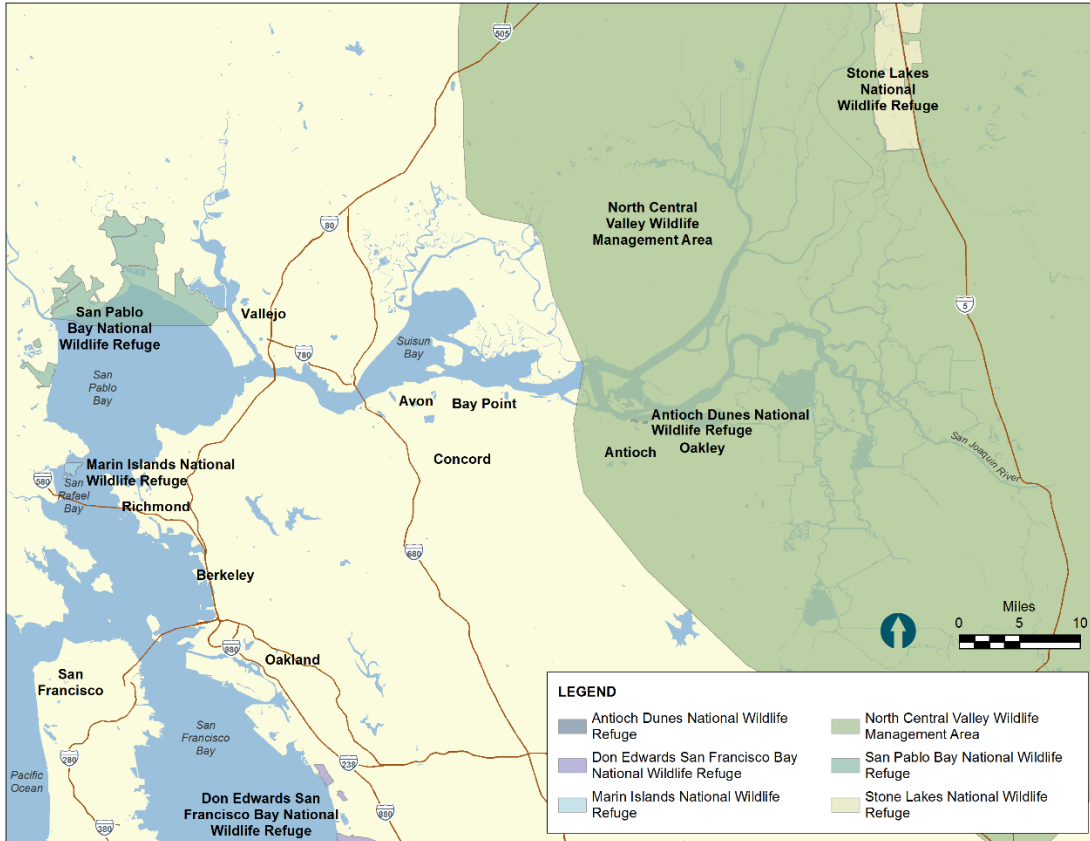 505
Stone Lakes
National
Wildlife Refuge
North Central
Valley Wildlife
Management Area
80
San Pablo
Bay National
Wildlife Refuge
Vallejo
5
Suisun
Bay
780
San
Pablo
Bay
Avon
Bay Point
Antioch Dunes National
Wildlife Refuge
Antioch
Oakley
Concord
San Joaquin River
Marin Islands National
Wildlife Refuge
580
San
Rafael
Bay
Richmond
680
Berkeley
Miles
0 5 10
980
Oakland
San
Francisco
San
Francisco
Bay
280
238
Pacific
Ocean
Don Edwards San
Francisco Bay National
Wildlife Refuge
380
880
LEGEND
Antioch Dunes National Wildlife
Refuge
Don Edwards San Francisco Bay
National Wildlife Refuge
Marin Islands National Wildlife
Refuge
North Central Valley Wildlife
Management Area
San Pablo Bay National Wildlife
Refuge
Stone Lakes National Wildlife
Refuge